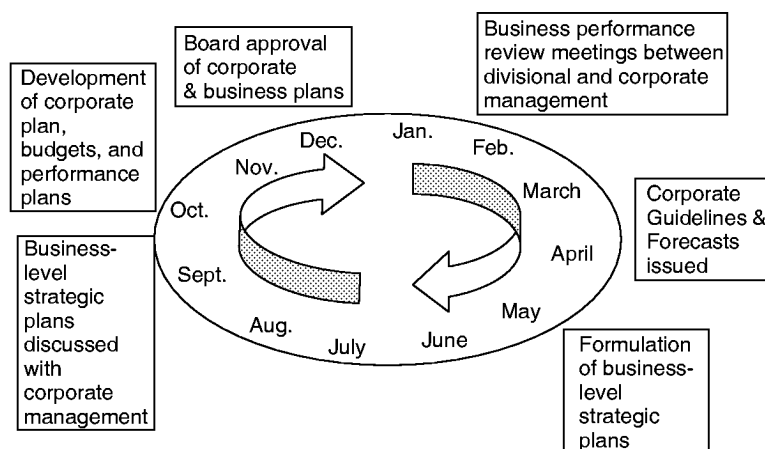 Board approval
of corporate
& business plans
Business performance
review meetings between
divisional and corporate
management
Development
of corporate
plan,
budgets, and
performance
plans
Jan.
Feb.
March
April
May
June
July
Aug.
Sept.
Oct.
Nov.
Dec.
Corporate
Guidelines &
Forecasts
issued
Business-
level
strategic
plans
discussed
with
corporate
management
Formulation
of business-
level
strategic
plans